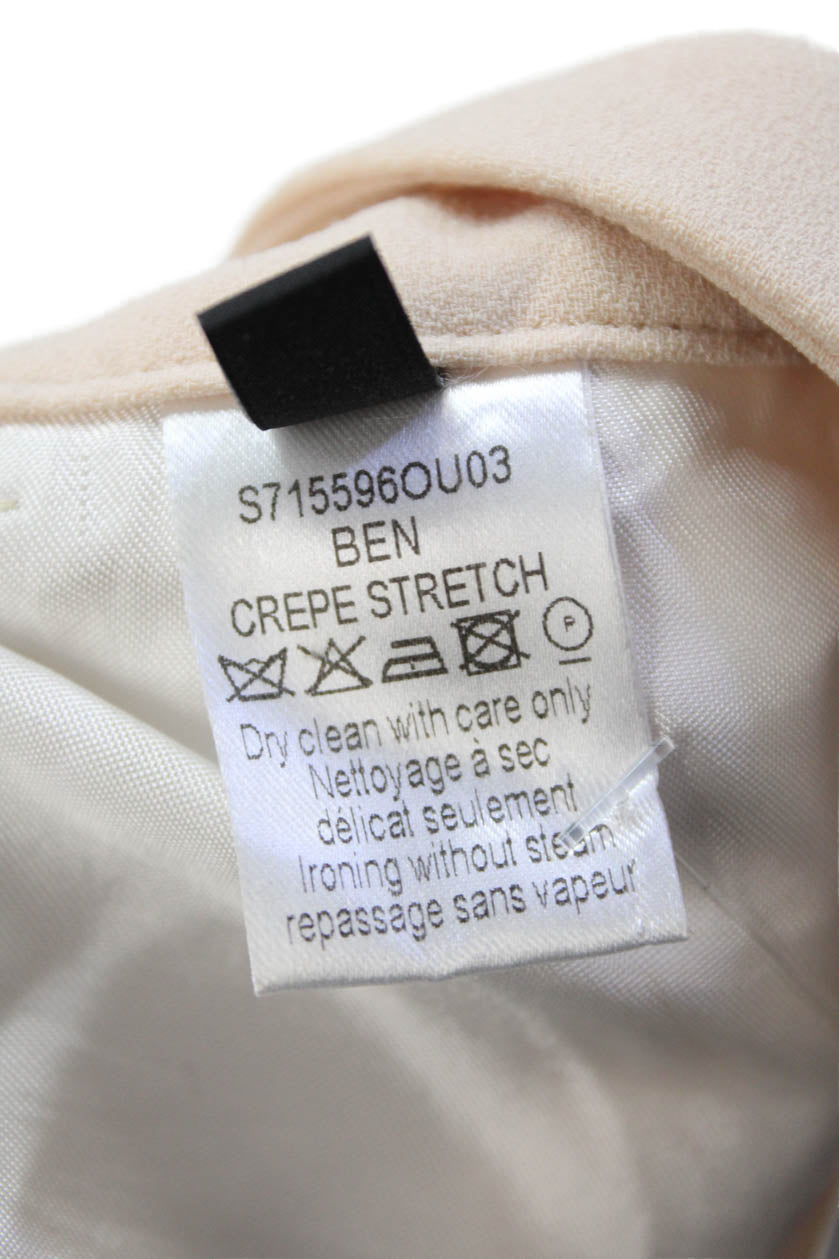 S715596OU03
BEN
CREPE STRETCH
P
Dry clean with care only
Nettoyage à sec
délicat seulement
Ironing without steam
repassage sans vapeur